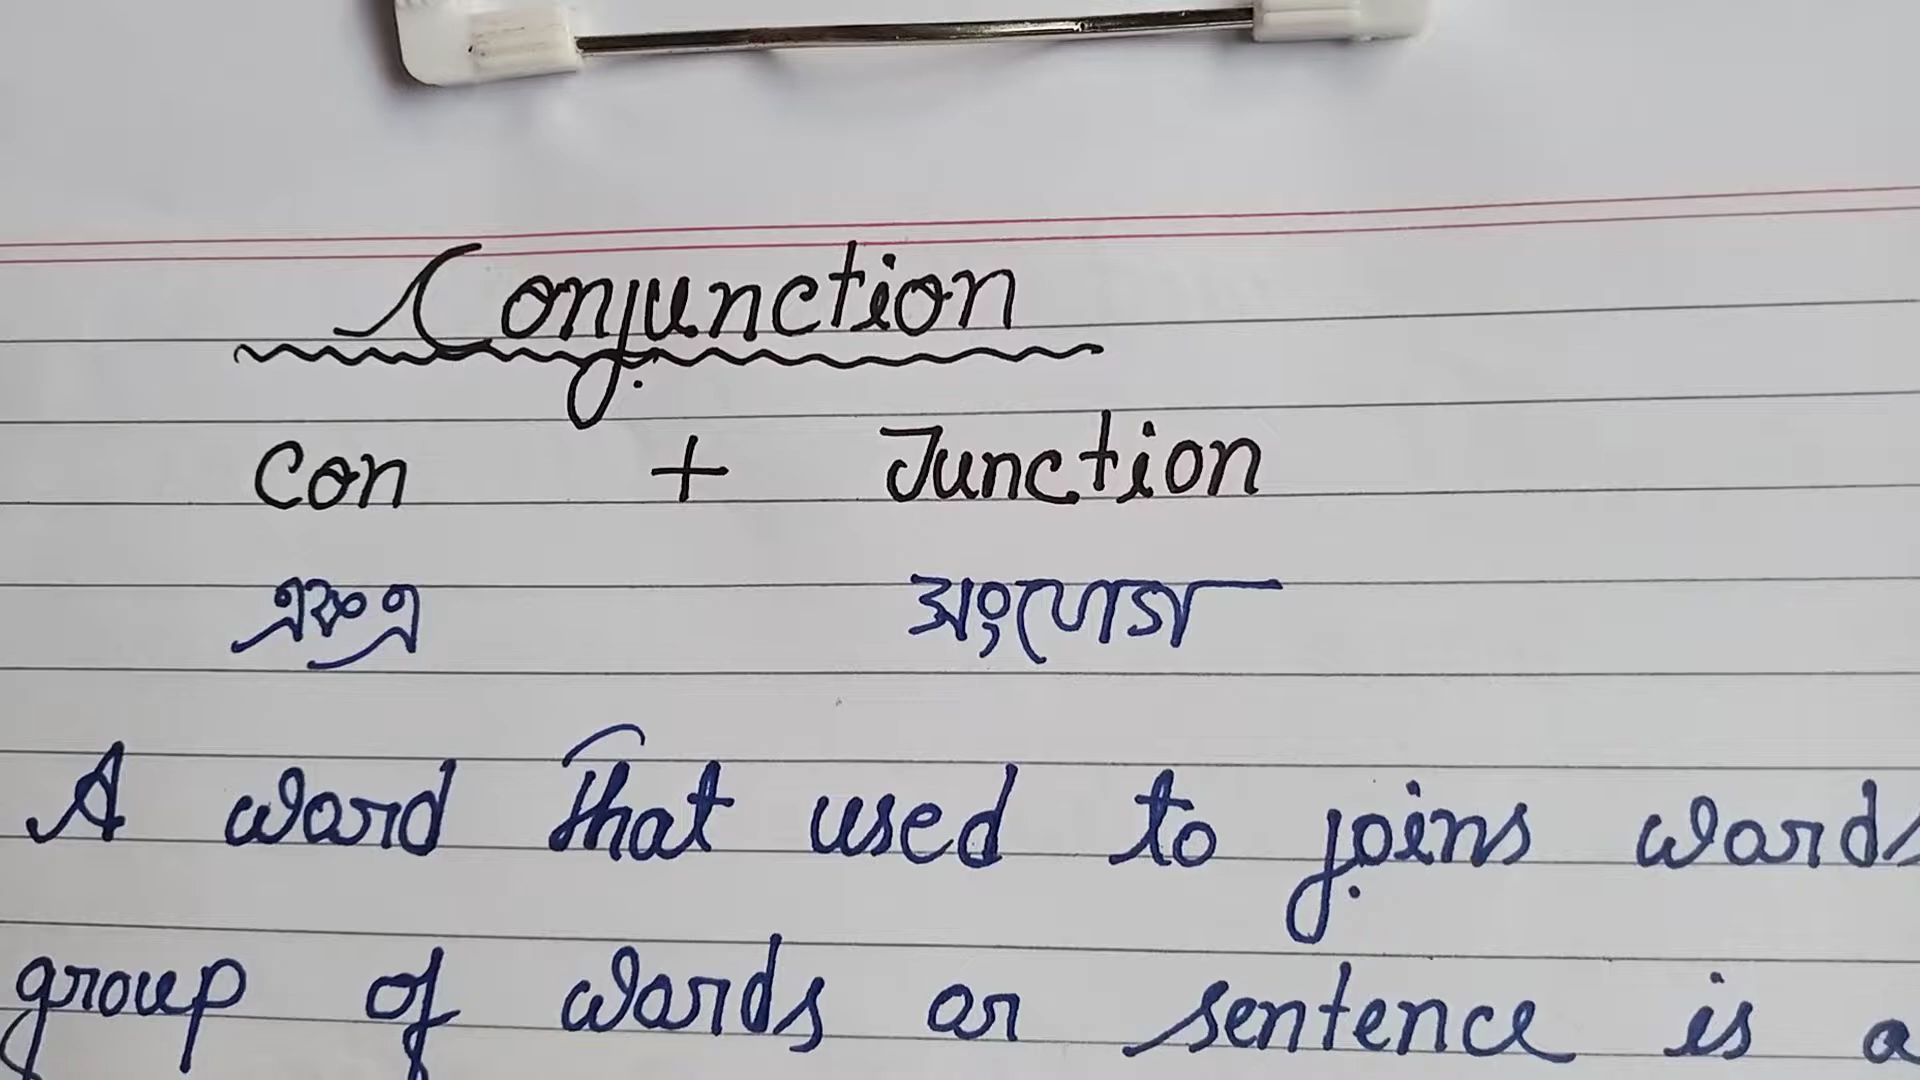 Conjunction
Con + Junction
একত্র সংযোগ
A word that used to joins words
group of words or sentence is a